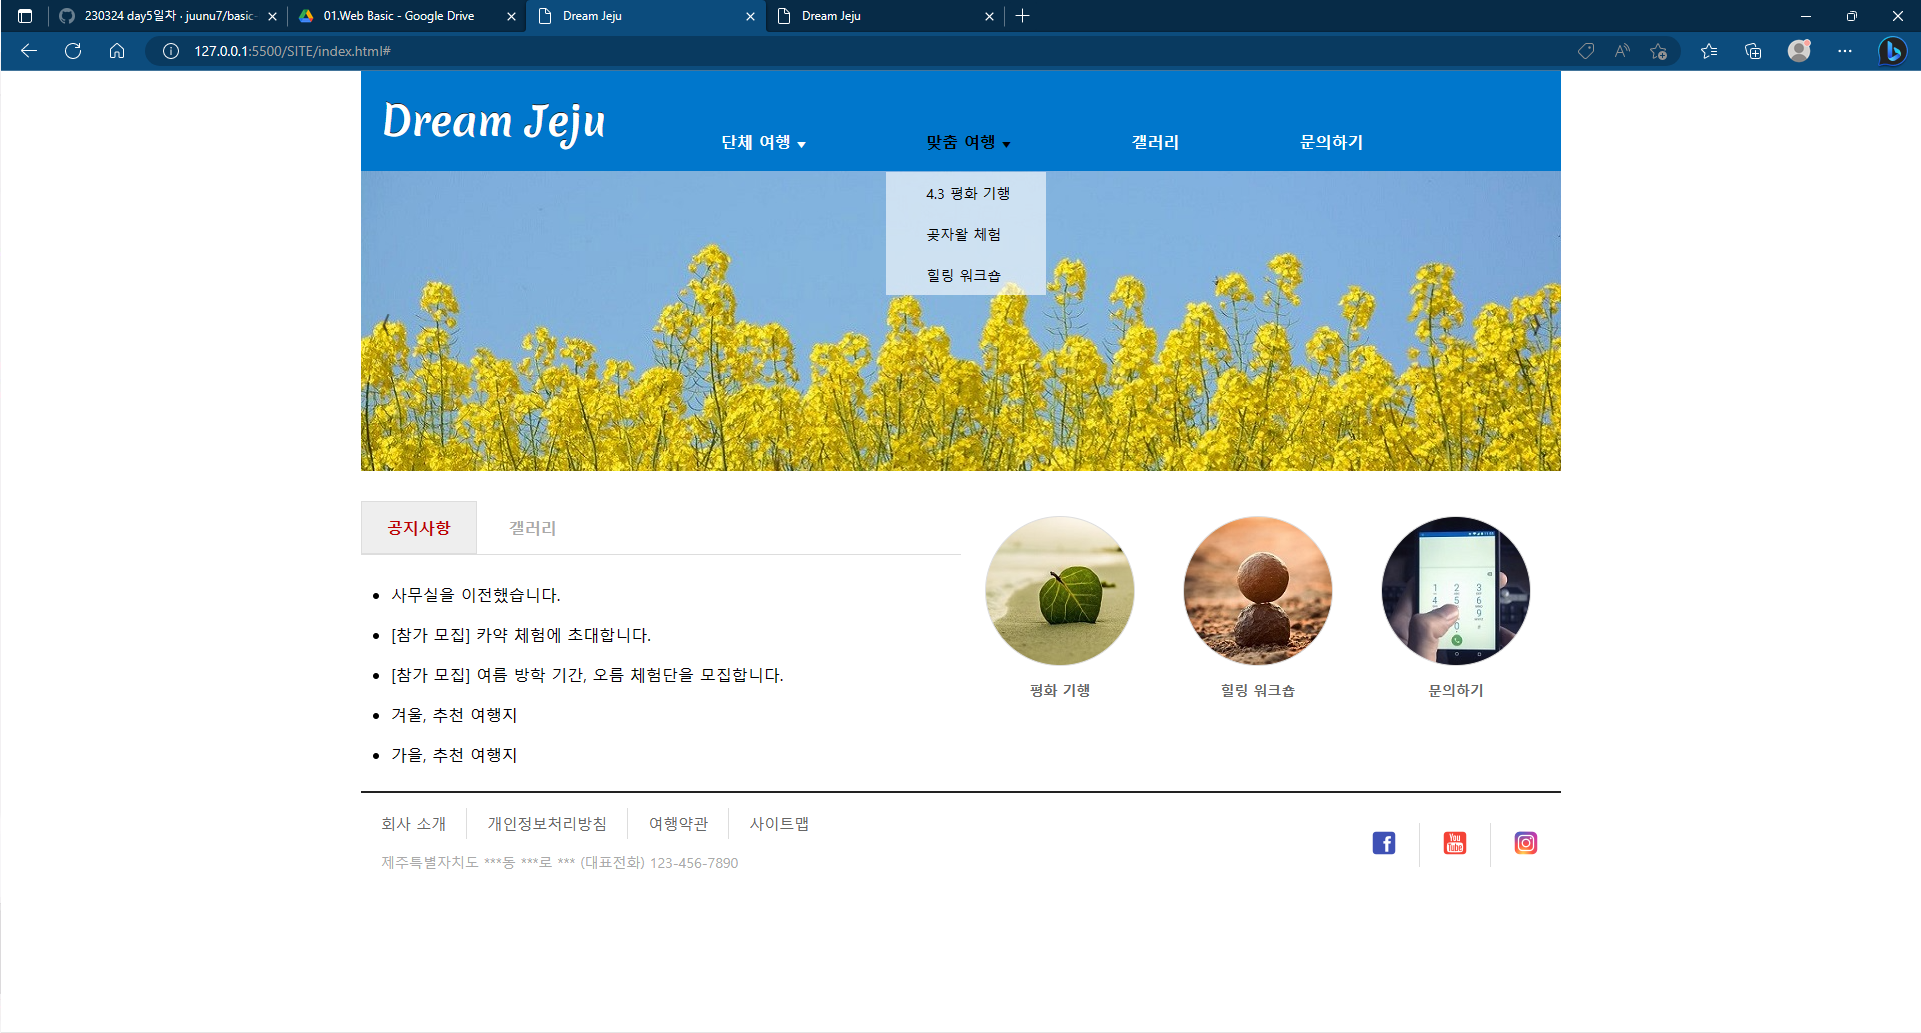 230324 day5일차 · juunu7/basic-
01.Web Basic - Google Drive
Dream Jeju
Dream Jeju
127.0.0.1:5500/SITE/index.html#
Dream Jeju
단체 여행
맞춤 여행
갤러리
문의하기
4.3 평화 기행
곶자왈 체험
힐링 워크숍
공지사항
갤러리
사무실을 이전했습니다.
[참가 모집] 카약 체험에 초대합니다.
[참가 모집] 여름 방학 기간, 오름 체험단을 모집합니다.
겨울, 추천 여행지
가을, 추천 여행지
평화 기행
힐링 워크숍
문의하기
회사 소개
개인정보처리방침
여행약관
사이트맵
제주특별자치도 ***동 ***로 *** (대표전화) 123-456-7890
You
Tube